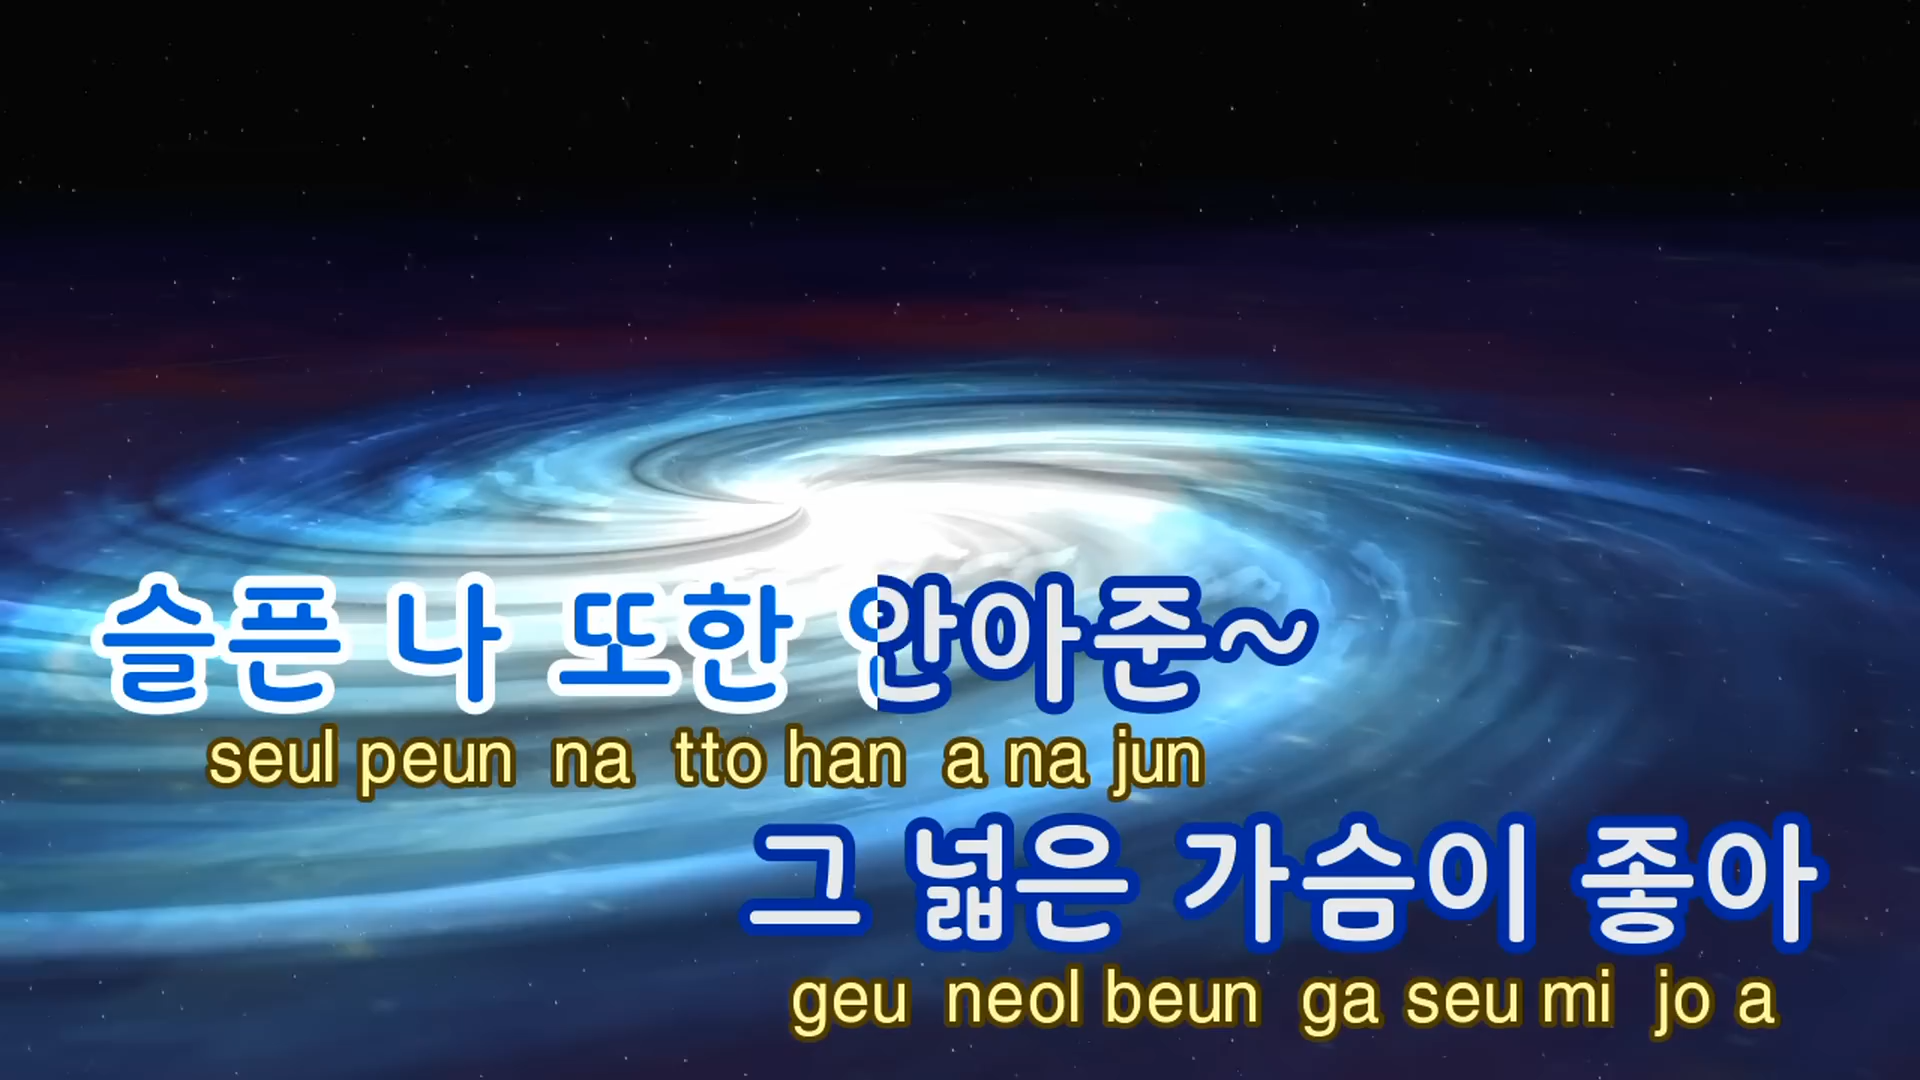 슬픈 나 또한 안아준~
seul peun na tto han a na jun
그 넓은 가슴이 좋아
geu neol beun ga seu mi jo a